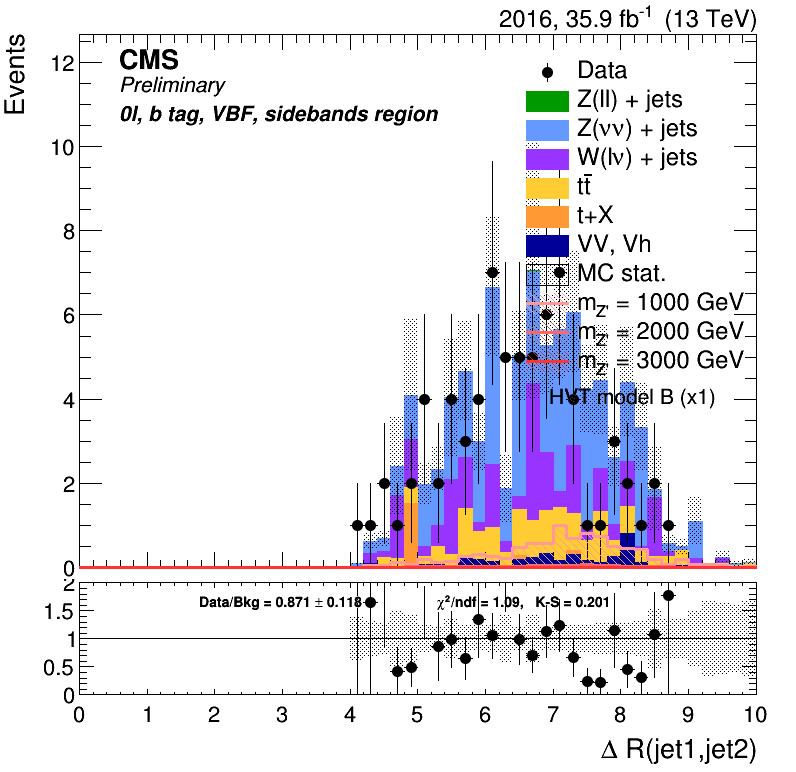 2016, 35.9 fb⁻¹ (13 TeV)
Events
CMS
Preliminary
0l, b tag, VBF, sidebands region
Data
Z(ll) + jets
Z(νν) + jets
W(lν) + jets
tt̄
t+X
VV, Vh
MC stat.
m_Z' = 1000 GeV
m_Z' = 2000 GeV
m_Z' = 3000 GeV
HVT model B (x1)
12
10
8
6
4
2
0
Data/Bkg = 0.871 ± 0.118
χ²/ndf = 1.09, K-S = 0.201
2
1.5
1
0.5
0
0 1 2 3 4 5 6 7 8 9 10
Δ R(jet1,jet2)